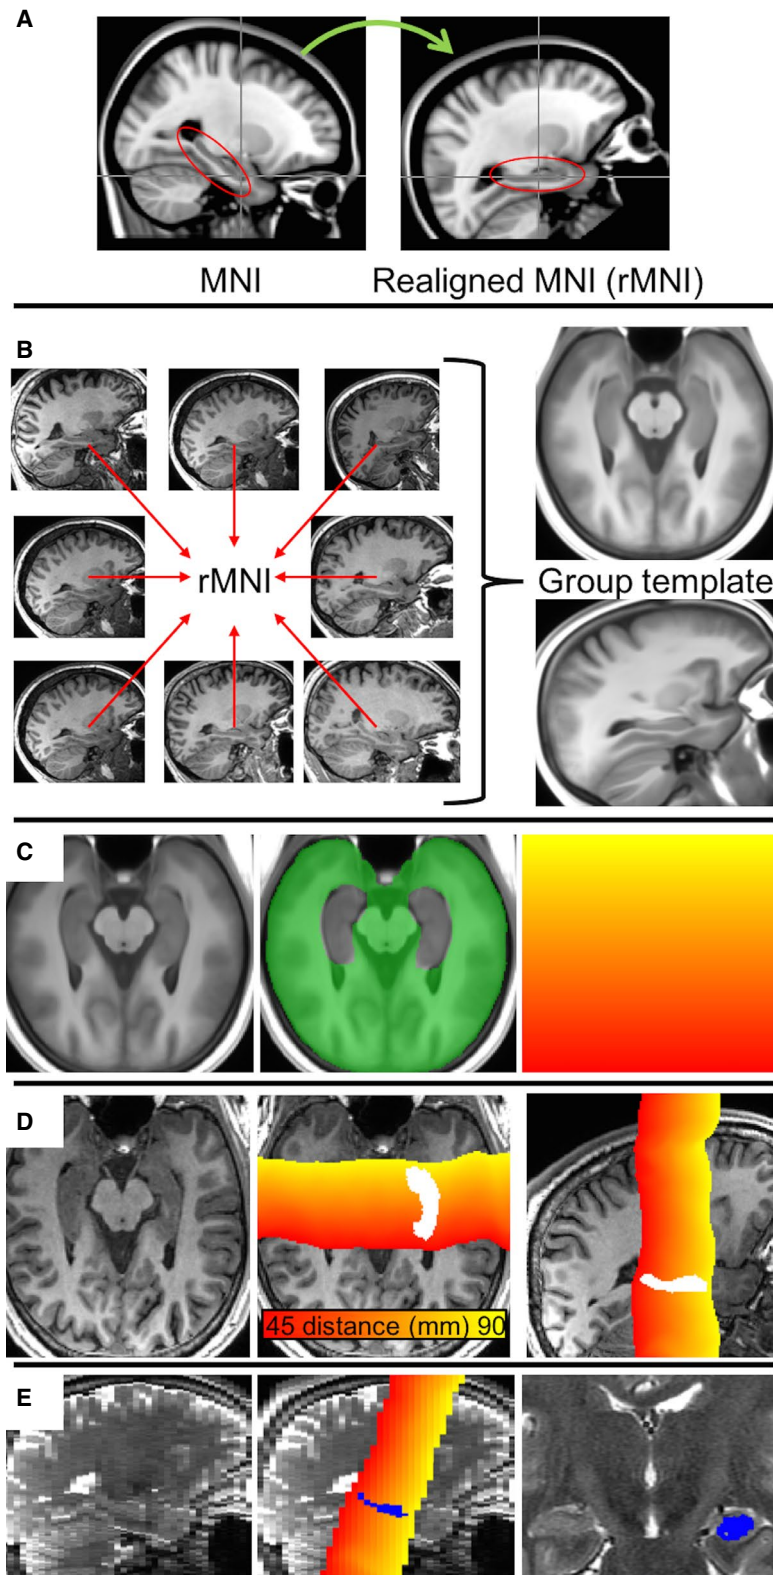 A
MNI
Realigned MNI (rMNI)
B
rMNI
Group template
C
D
45 distance (mm) 90
E